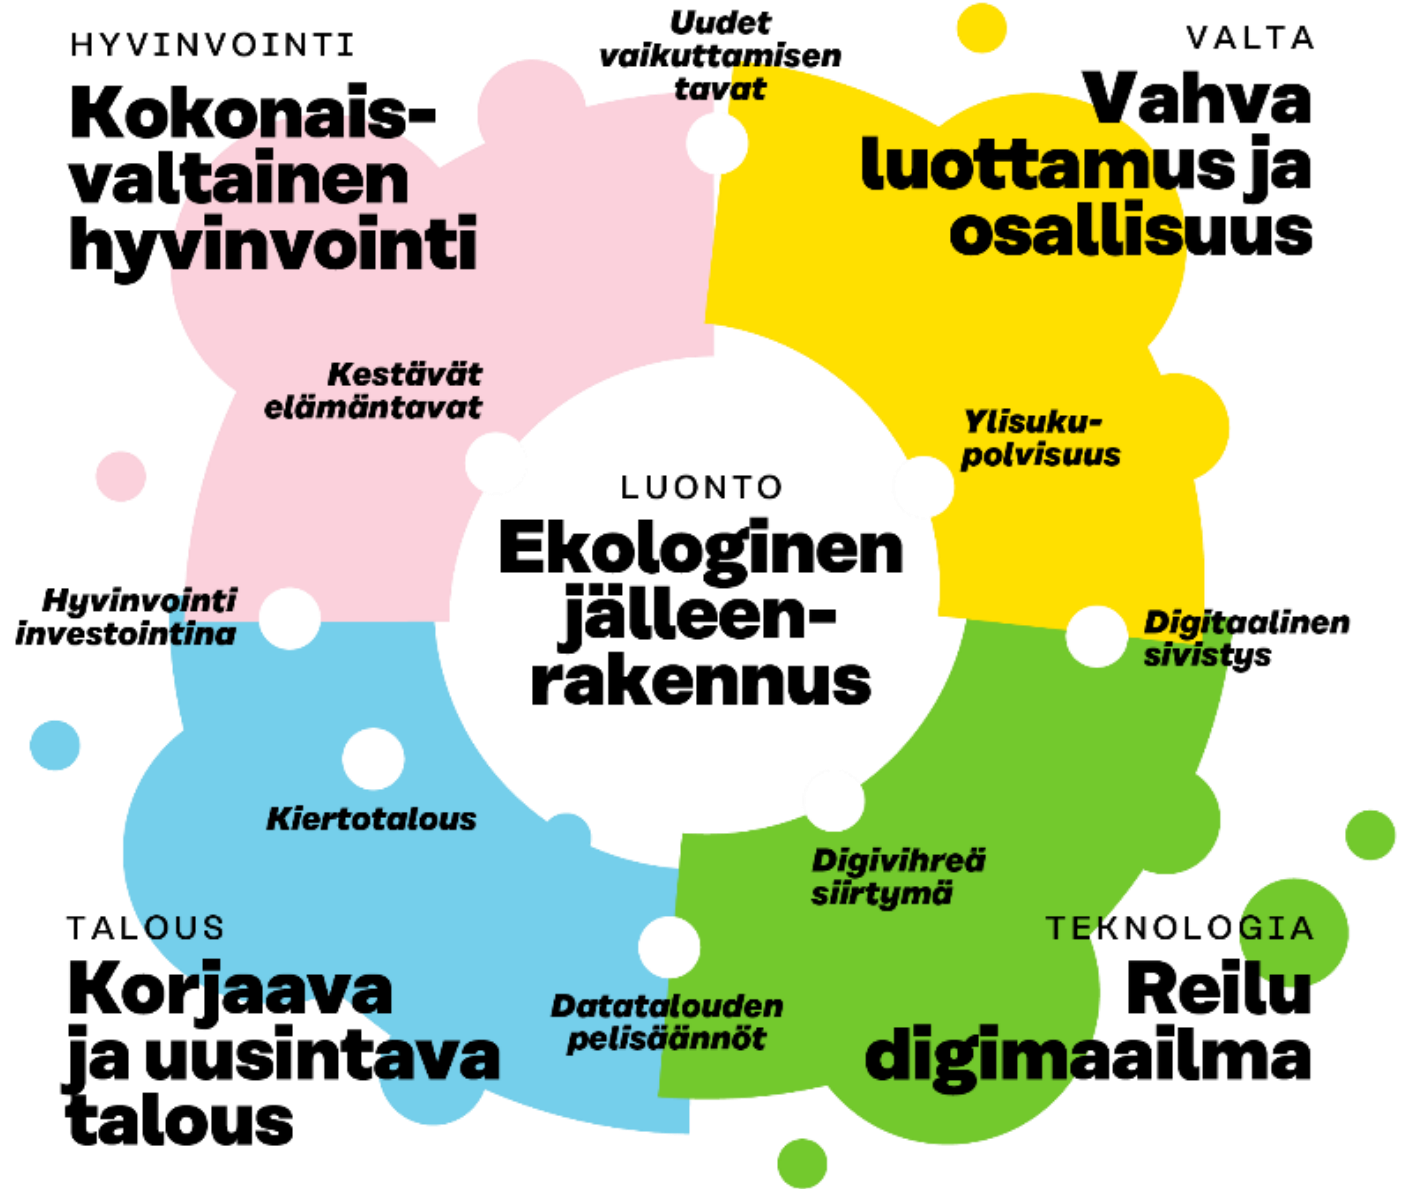 HYVINVOINTI
Kokonais-
valtainen
hyvinvointi
Uudet
vaikuttamisen
tavat
VALTA
Vahva
luottamus ja
osallisuus
Kestävät
elämäntavat
Ylisuku-
polvisuus
LUONTO
Ekologinen
jälleen-
rakennus
Hyvinvointi
investointina
Digitaalinen
sivistys
Kiertotalous
Digivihreä
siirtymä
TALOUS
Korjaava
ja uusintava
talous
Datatalouden
pelisäännöt
TEKNOLOGIA
Reilu
digimaailma